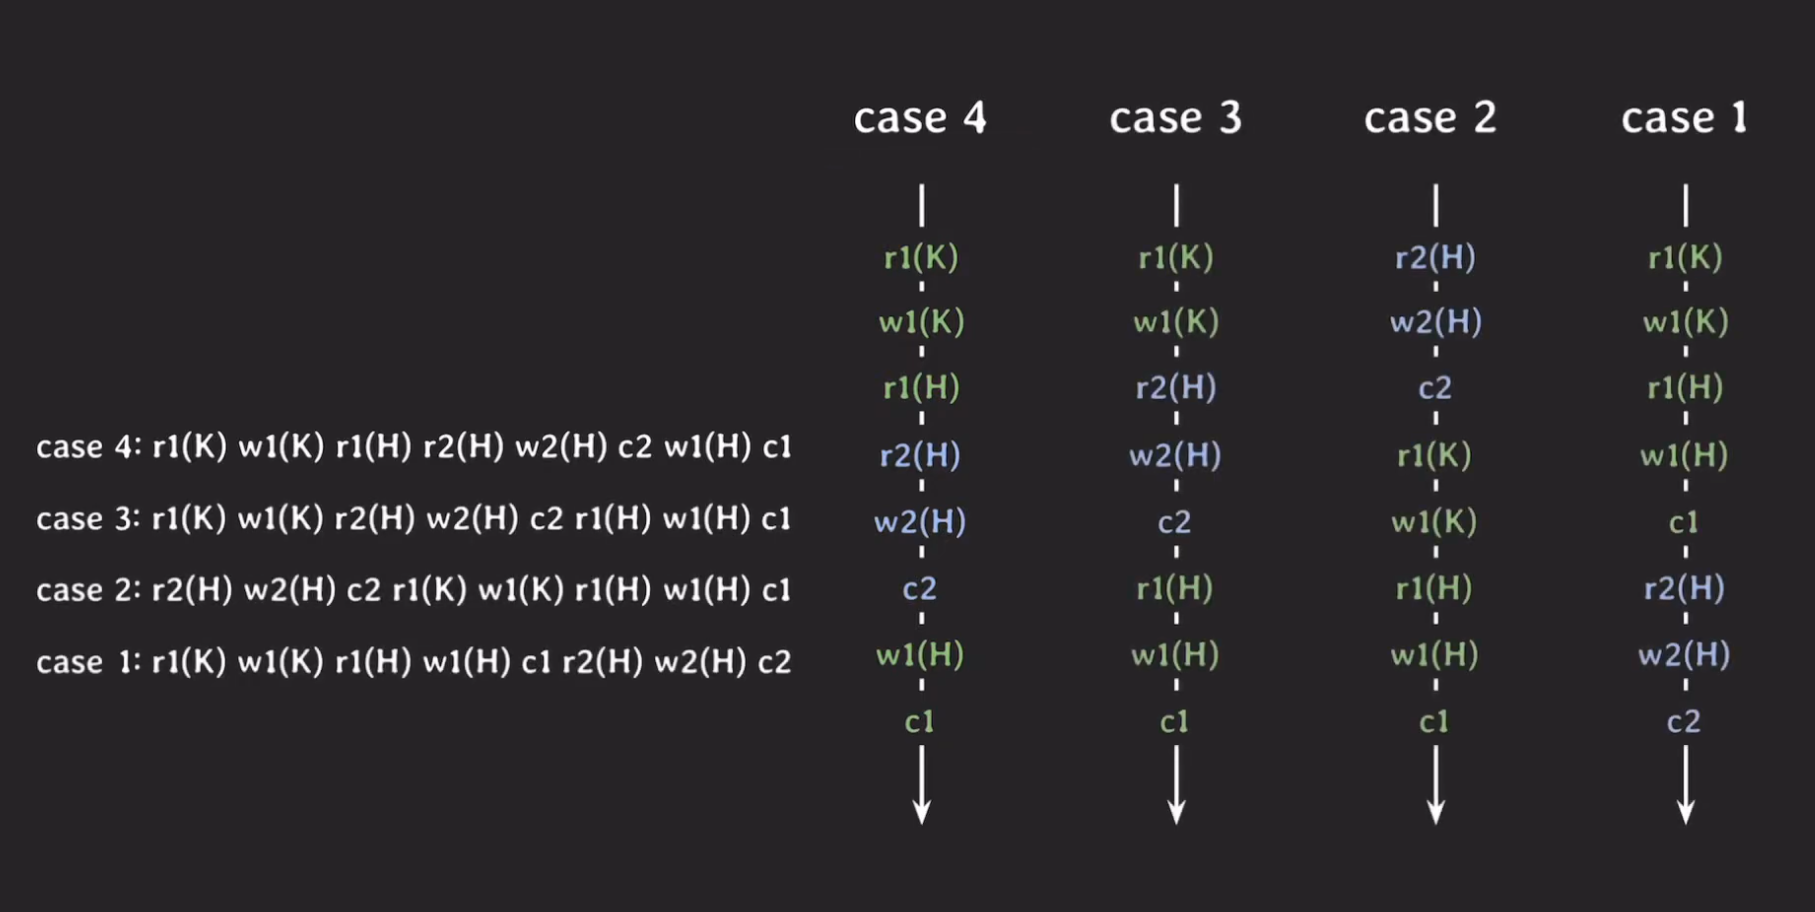 case 4 case 3 case 2 case 1
r1(K) r1(K) r2(H) r1(K)
w1(K) w1(K) w2(H) w1(K)
r1(H) r2(H) c2 r1(H)
case 4: r1(K) w1(K) r1(H) r2(H) w2(H) c2 w1(H) c1
r2(H) w2(H) r1(K) w1(H)
case 3: r1(K) w1(K) r2(H) w2(H) c2 r1(H) w1(H) c1
w2(H) c2 w1(K) c1
case 2: r2(H) w2(H) c2 r1(K) w1(K) r1(H) w1(H) c1
c2 r1(H) r1(H) r2(H)
case 1: r1(K) w1(K) r1(H) w1(H) c1 r2(H) w2(H) c2
w1(H) w1(H) w1(H) w2(H)
c1 c1 c1 c2